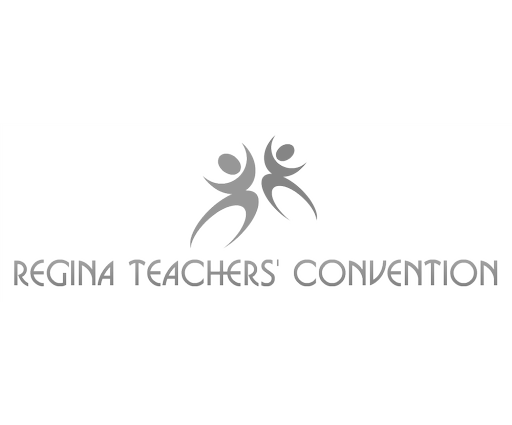 REGINA TEACHERS' CONVENTION